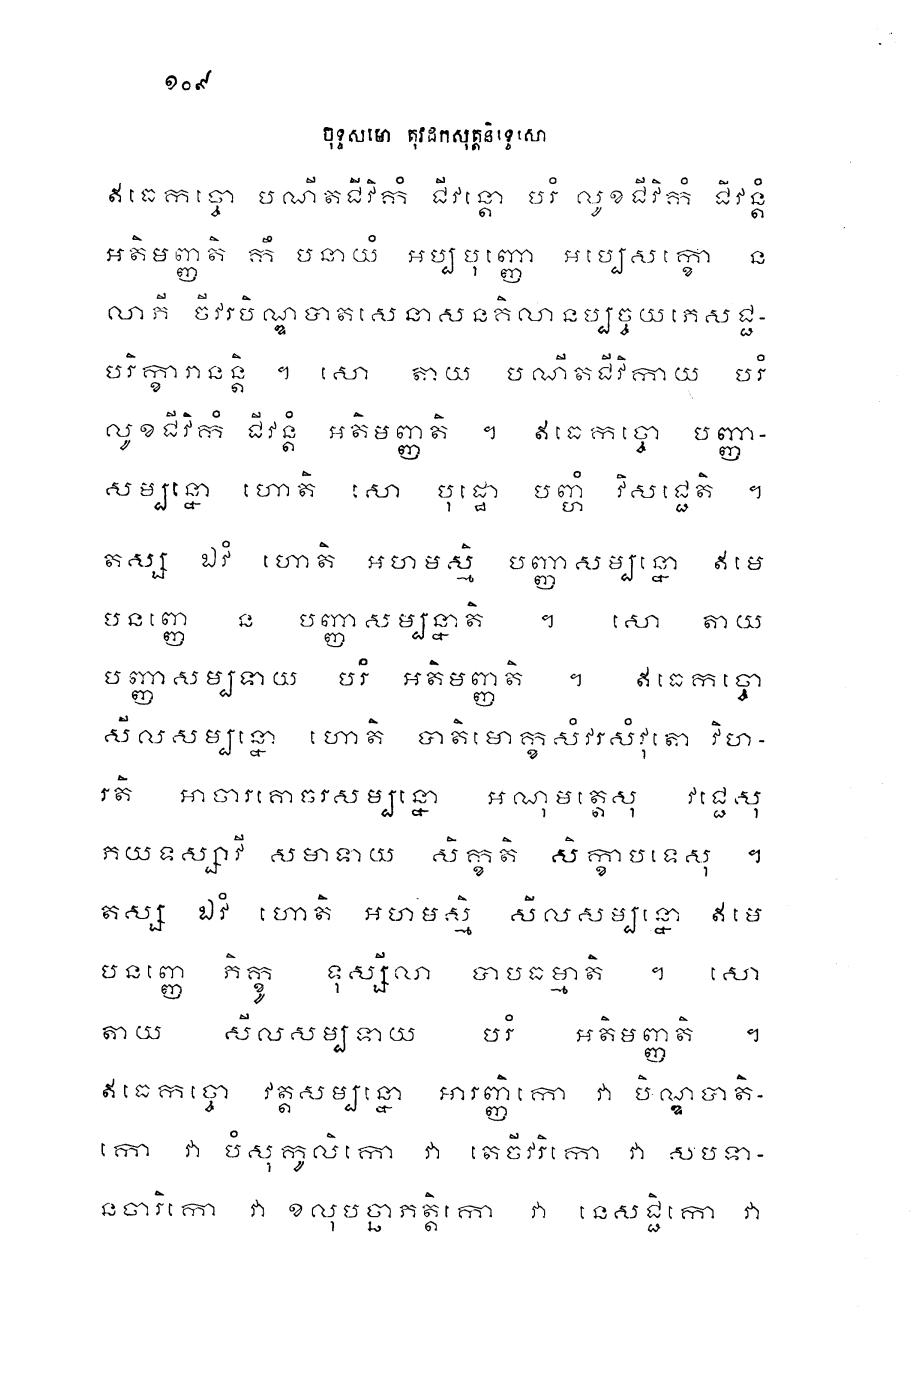 ១០៩
ចុទ្ទសមោ តុវដកសុត្តនិទ្ទេសោ
ឥធេកច្ចោ បណីតជីវិកំ ជីវន្តោ បរំ លូខជីវិកំ ជីវន្តំ
អតិមញ្ញតិ កឹ បនាយំ អប្បបុញ្ញោ អប្បេសក្ខោ ន
លាភី ចីវរបិណ្ឌបាតសេនាសនគិលានប្បច្ចយភេសជ្ជ-
បរិក្ខារានន្តិ ។ សោ តាយ បណីតជីវិកាយ បរំ
លូខជីវិកំ ជីវន្តំ អតិមញ្ញតិ ។ ឥធេកច្ចោ បញ្ញា-
សម្បន្នោ ហោតិ សោ បុដ្ឋោ បញ្ហំ វិសជ្ជេតិ ។
តស្ស ឯវំ ហោតិ អហមស្មិ បញ្ញាសម្បន្នោ ឥមេ
បនញ្ញេ ន បញ្ញាសម្បន្នាតិ ។ សោ តាយ
បញ្ញាសម្បទាយ បរំ អតិមញ្ញតិ ។ ឥធេកច្ចោ
សីលសម្បន្នោ ហោតិ បាតិមោក្ខសំវរសំវុតោ វិហ-
រតិ អាចារគោចរសម្បន្នោ អណុមត្តេសុ វជ្ជេសុ
ភយទស្សាវី សមាទាយ សិក្ខតិ សិក្ខាបទេសុ ។
តស្ស ឯវំ ហោតិ អហមស្មិ សីលសម្បន្នោ ឥមេ
បនញ្ញេ ភិក្ខូ ទុស្សីលា បាបធម្មាតិ ។ សោ
តាយ សីលសម្បទាយ បរំ អតិមញ្ញតិ ។
ឥធេកច្ចោ វត្តសម្បន្នោ អារញ្ញិកោ វា បិណ្ឌបាតិ-
កោ វា បំសុកូលិកោ វា តេចីវរិកោ វា សបទា-
នចារិកោ វា ខលុបច្ឆាភត្តិកោ វា នេសជ្ជិកោ វា